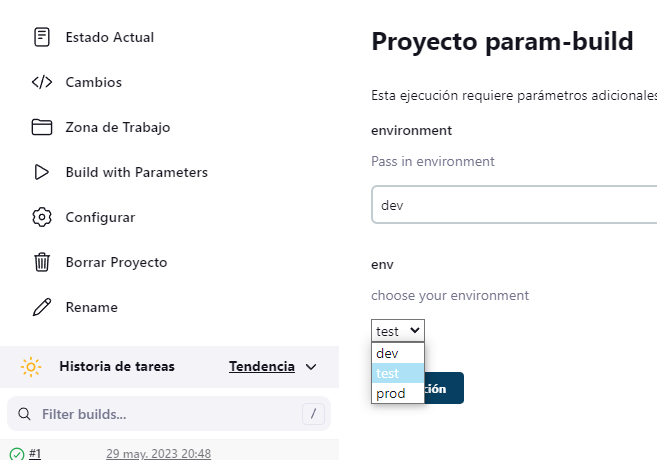 Estado Actual
Cambios
Zona de Trabajo
Build with Parameters
Configurar
Borrar Proyecto
Rename
Historia de tareas
Tendencia
Filter builds...
/
#1
29 may. 2023 20:48
Proyecto param-build
Esta ejecución requiere parámetros adicionales
environment
Pass in environment
dev
env
choose your environment
test
dev
test
prod
ción